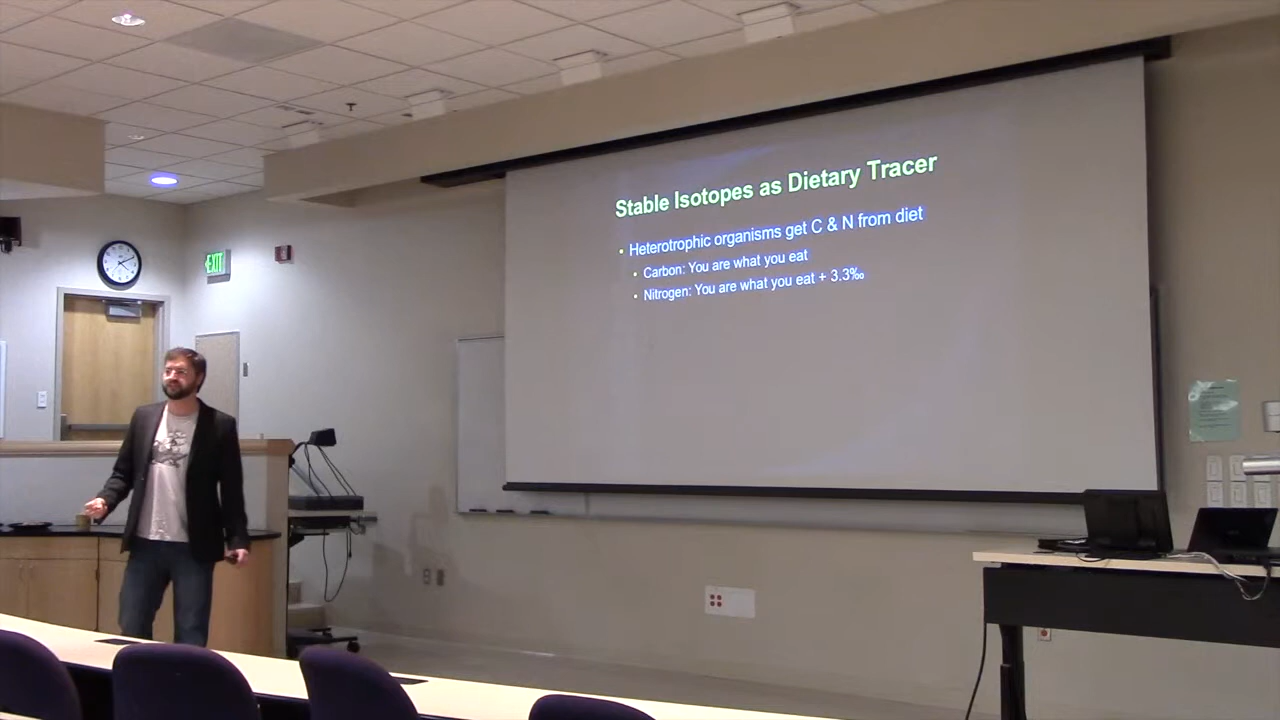 Stable Isotopes as Dietary Tracer
• Heterotrophic organisms get C & N from diet
• Carbon: You are what you eat
• Nitrogen: You are what you eat + 3.3‰
EXIT